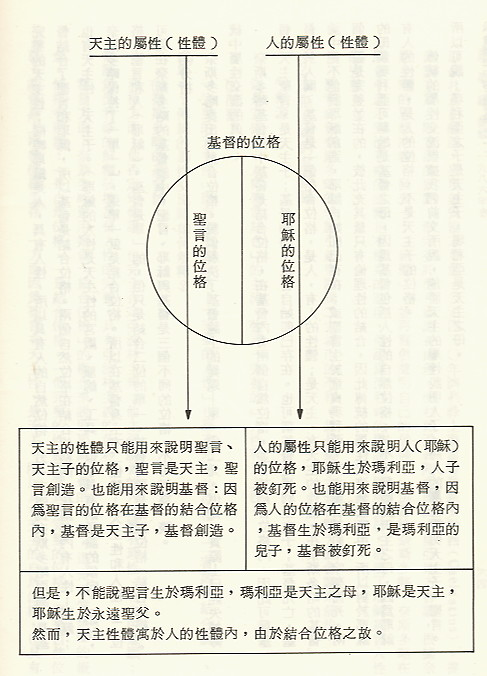 天主的屬性（性體）
人的屬性（性體）
基督的位格
聖言的位格
耶穌的位格
天主的性體只能用來說明聖言、
天主子的位格，聖言是天主，聖
言創造。也能用來說明基督：因
爲聖言的位格在基督的結合位格
內，基督是天主子，基督創造。
人的屬性只能用來說明人（耶穌）
的位格，耶穌生於瑪利亞，人子
被釘死。也能用來說明基督，因
爲人的位格在基督的結合位格內
，基督生於瑪利亞，是瑪利亞的
兒子，基督被釘死。
但是，不能說聖言生於瑪利亞，瑪利亞是天主之母，耶穌是天主，
耶穌生於永遠聖父。
然而，天主性體寓於人的性體內，由於結合位格之故。